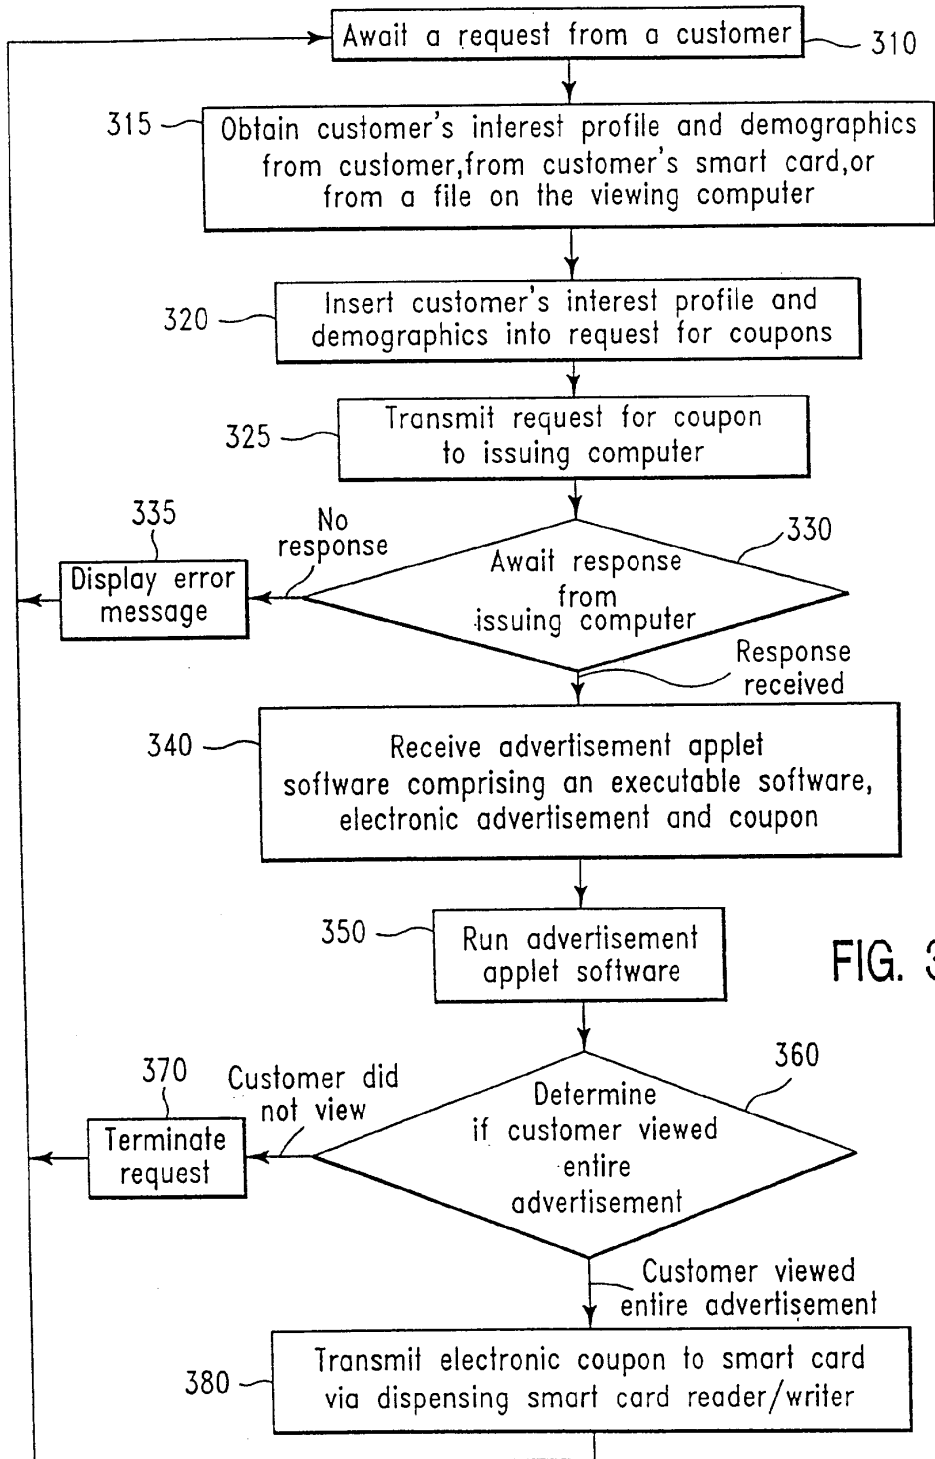 Await a request from a customer
310
315
Obtain customer's interest profile and demographics
from customer,from customer's smart card,or
from a file on the viewing computer
320
Insert customer's interest profile and
demographics into request for coupons
325
Transmit request for coupon
to issuing computer
335
No
response
330
Display error
message
Await response
from
issuing computer
Response
received
340
Receive advertisement applet
software comprising an executable software,
electronic advertisement and coupon
350
Run advertisement
applet software
FIG. 3
370
Customer did
not view
360
Terminate
request
Determine
if customer viewed
entire
advertisement
Customer viewed
entire advertisement
380
Transmit electronic coupon to smart card
via dispensing smart card reader/writer